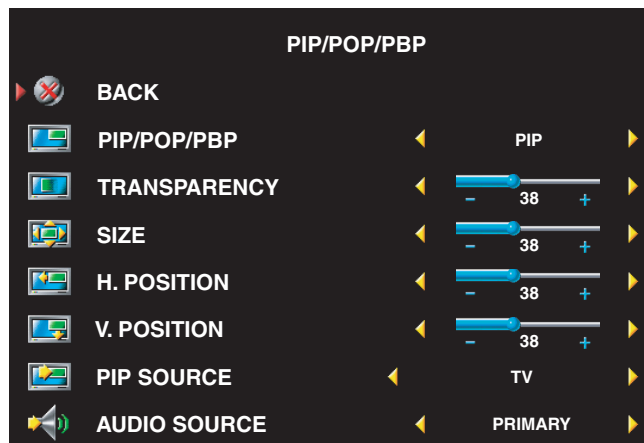 PIP/POP/PBP
BACK
PIP/POP/PBP PIP
TRANSPARENCY - 38 +
SIZE - 38 +
H. POSITION - 38 +
V. POSITION - 38 +
PIP SOURCE TV
AUDIO SOURCE PRIMARY